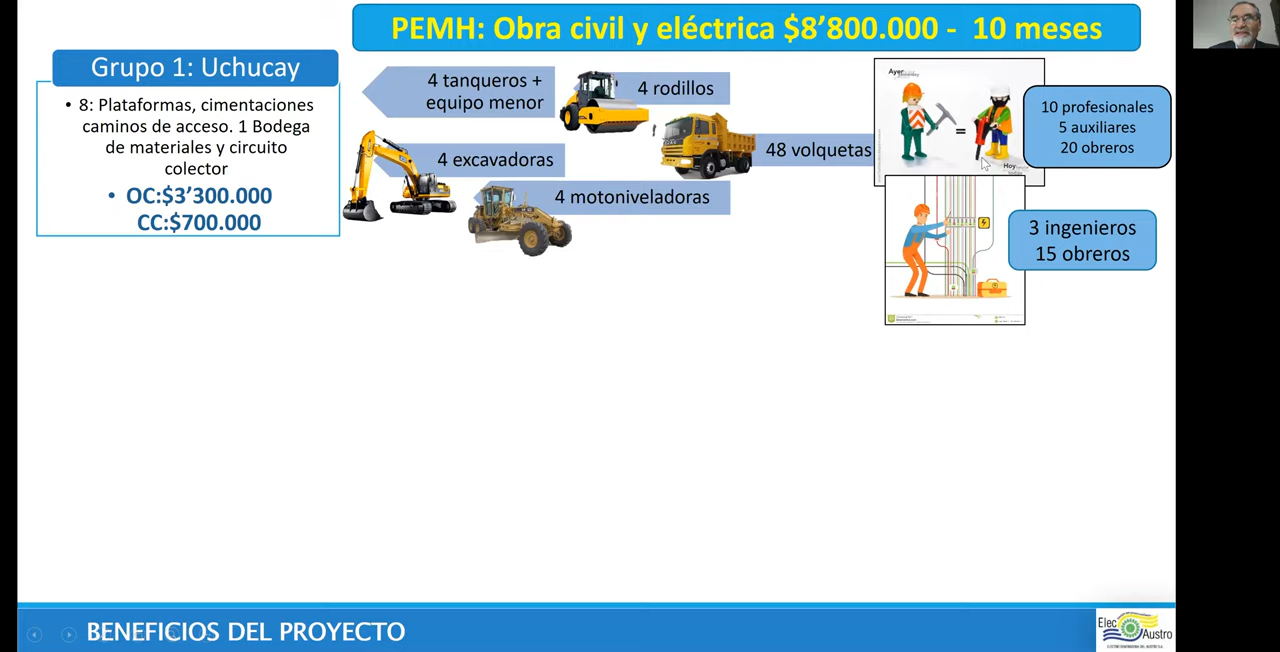 PEMH: Obra civil y eléctrica $8’800.000 - 10 meses
Grupo 1: Uchucay
• 8: Plataformas, cimentaciones
caminos de acceso. 1 Bodega
de materiales y circuito
colector
• OC:$3’300.000
CC:$700.000
4 tanqueros +
equipo menor
4 rodillos
4 excavadoras
48 volquetas
4 motoniveladoras
Ayer
=
Hoy
10 profesionales
5 auxiliares
20 obreros
3 ingenieros
15 obreros
BENEFICIOS DEL PROYECTO
Elec
Austro